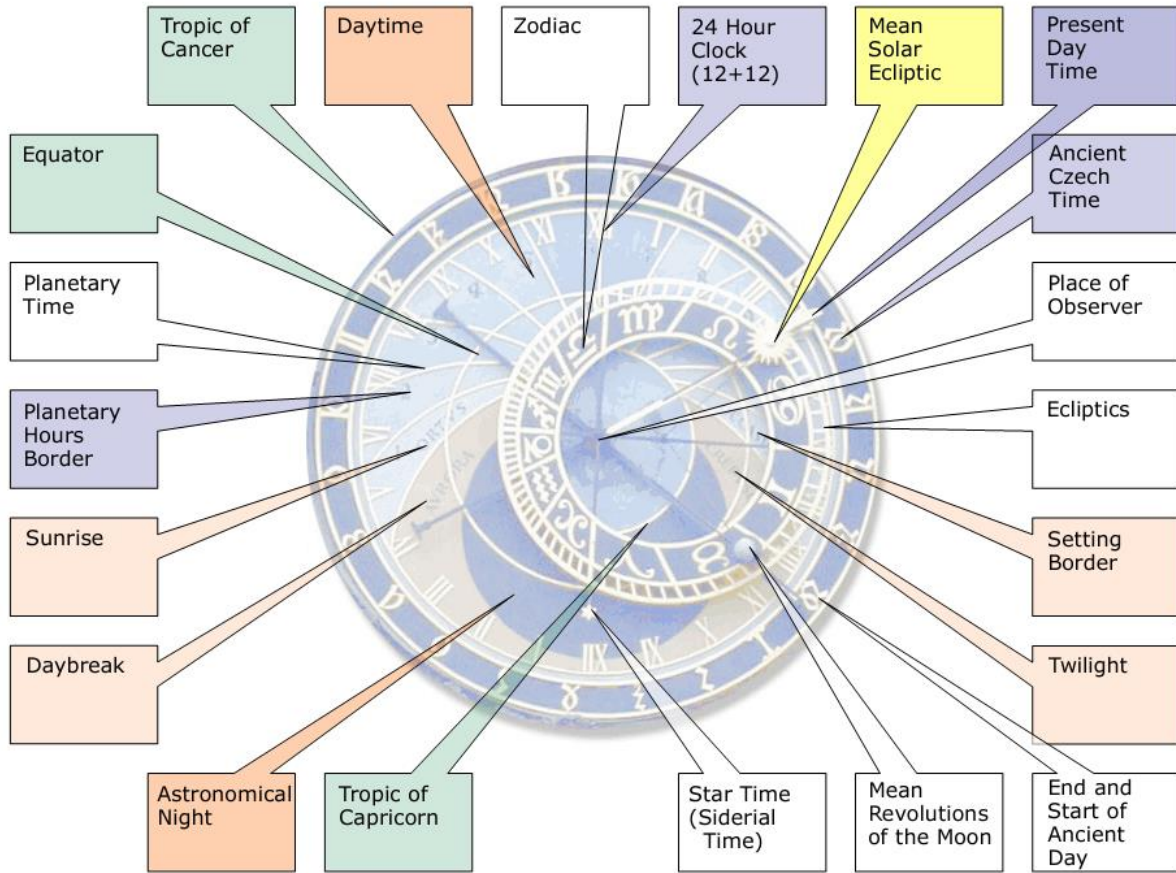 Tropic of
Cancer
Daytime
Zodiac
24 Hour
Clock
(12+12)
Mean
Solar
Ecliptic
Present
Day
Time
Equator
Ancient
Czech
Time
Planetary
Time
Place of
Observer
Planetary
Hours
Border
Ecliptics
Sunrise
Setting
Border
Daybreak
Twilight
Astronomical
Night
Tropic of
Capricorn
Star Time
(Siderial
Time)
Mean
Revolutions
of the Moon
End and
Start of
Ancient
Day